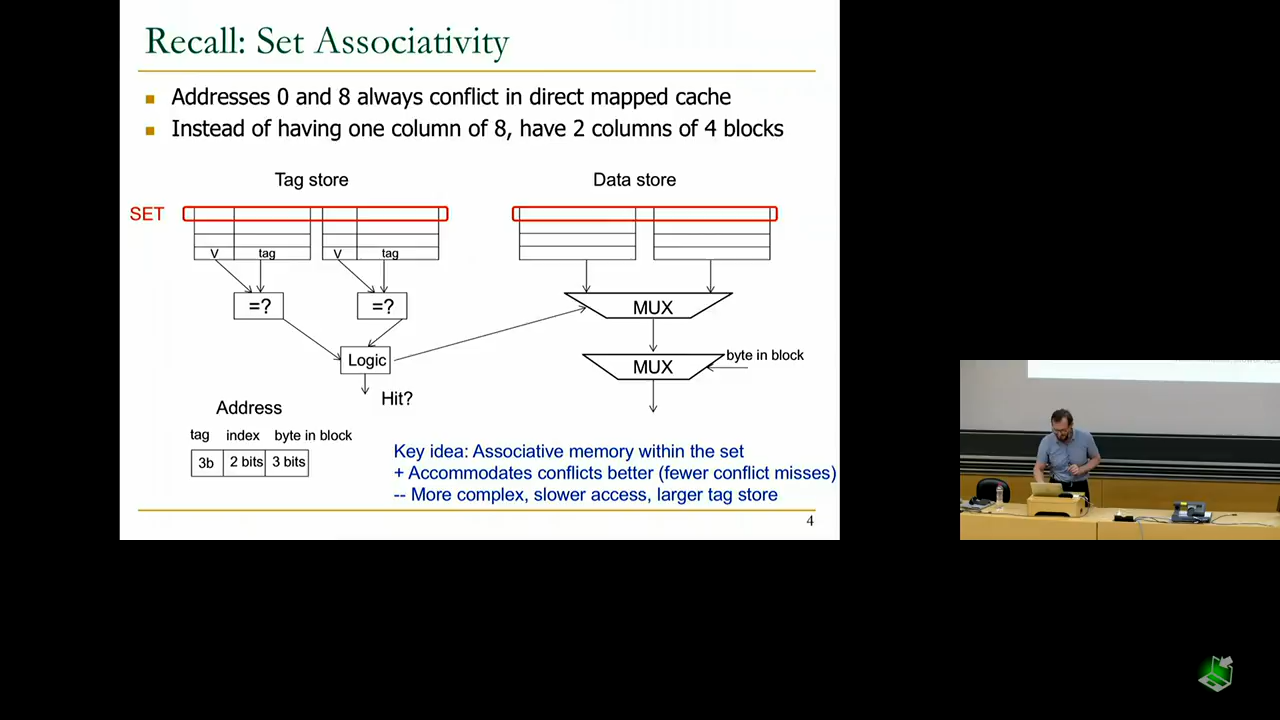 Recall: Set Associativity
Addresses 0 and 8 always conflict in direct mapped cache
Instead of having one column of 8, have 2 columns of 4 blocks
Tag store
Data store
SET
V tag V tag
=? =?
MUX
Logic
MUX
byte in block
Hit?
Address
tag index byte in block
3b 2 bits 3 bits
Key idea: Associative memory within the set
+ Accommodates conflicts better (fewer conflict misses)
-- More complex, slower access, larger tag store
4